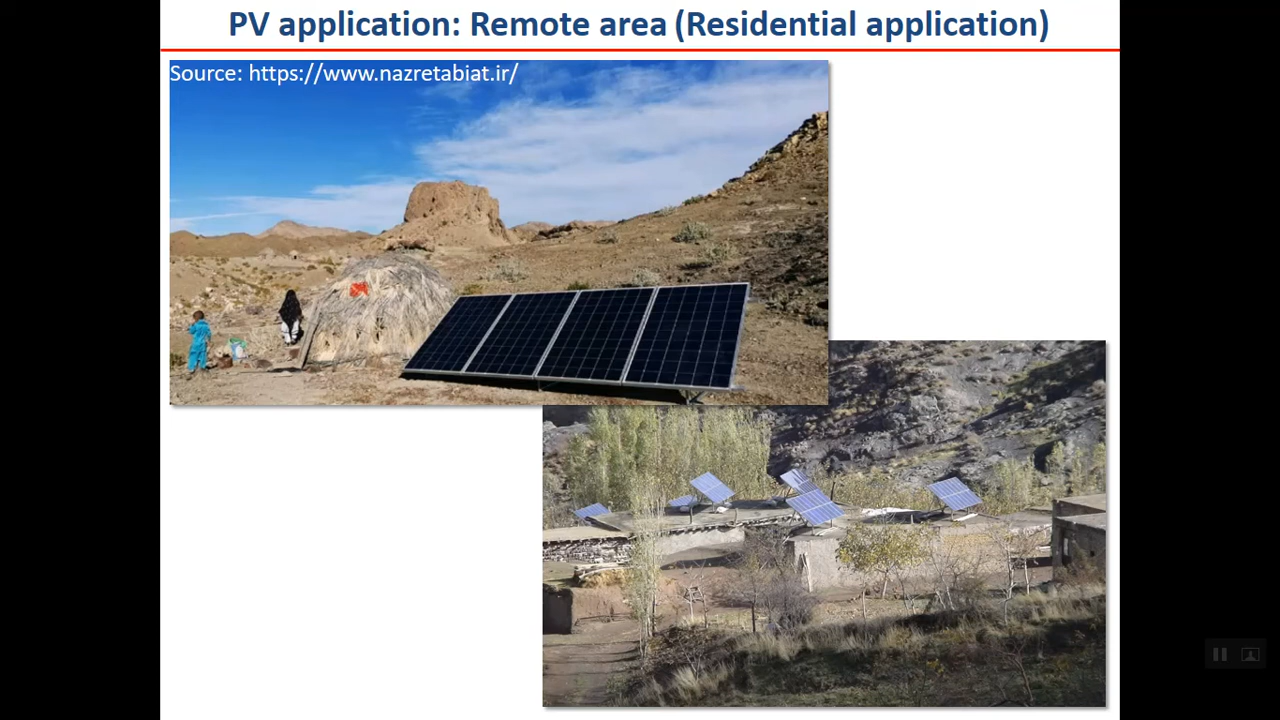 PV application: Remote area (Residential application)
Source: https://www.nazretabiat.ir/